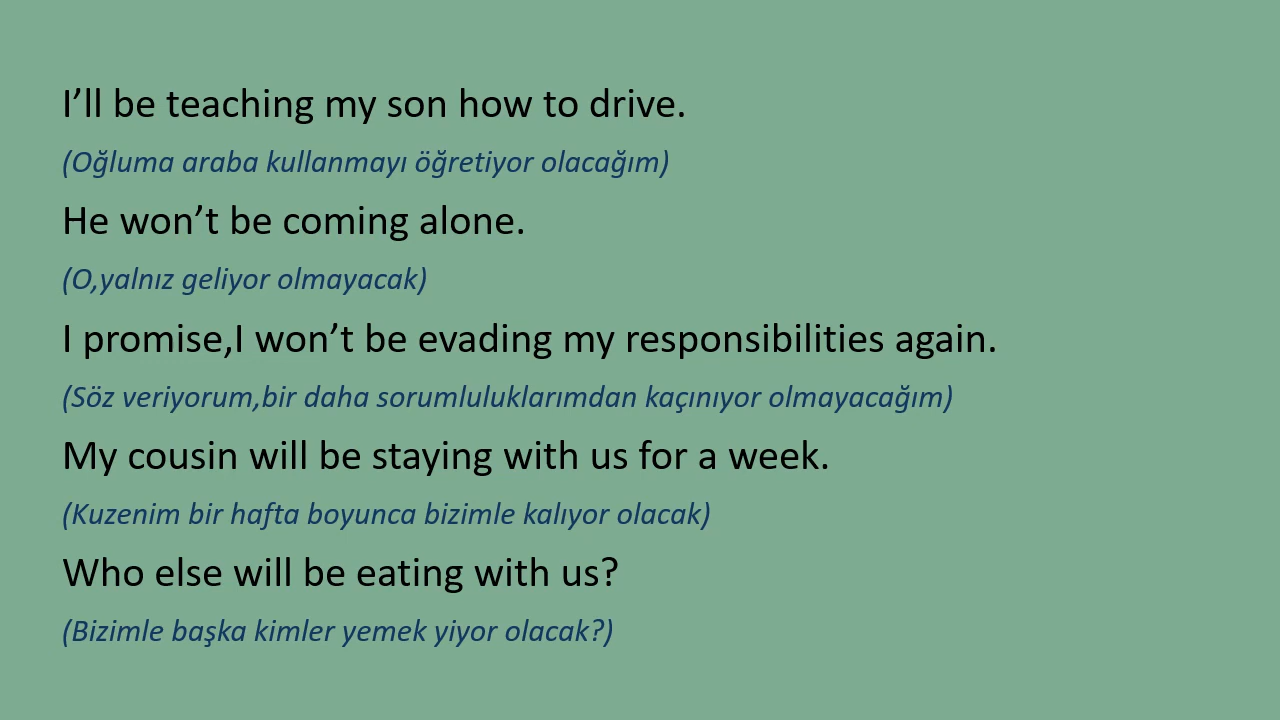 I’ll be teaching my son how to drive.
(Oğluma araba kullanmayı öğretiyor olacağım)
He won’t be coming alone.
(O,yalnız geliyor olmayacak)
I promise,I won’t be evading my responsibilities again.
(Söz veriyorum,bir daha sorumluluklarımdan kaçınıyor olmayacağım)
My cousin will be staying with us for a week.
(Kuzenim bir hafta boyunca bizimle kalıyor olacak)
Who else will be eating with us?
(Bizimle başka kimler yemek yiyor olacak?)